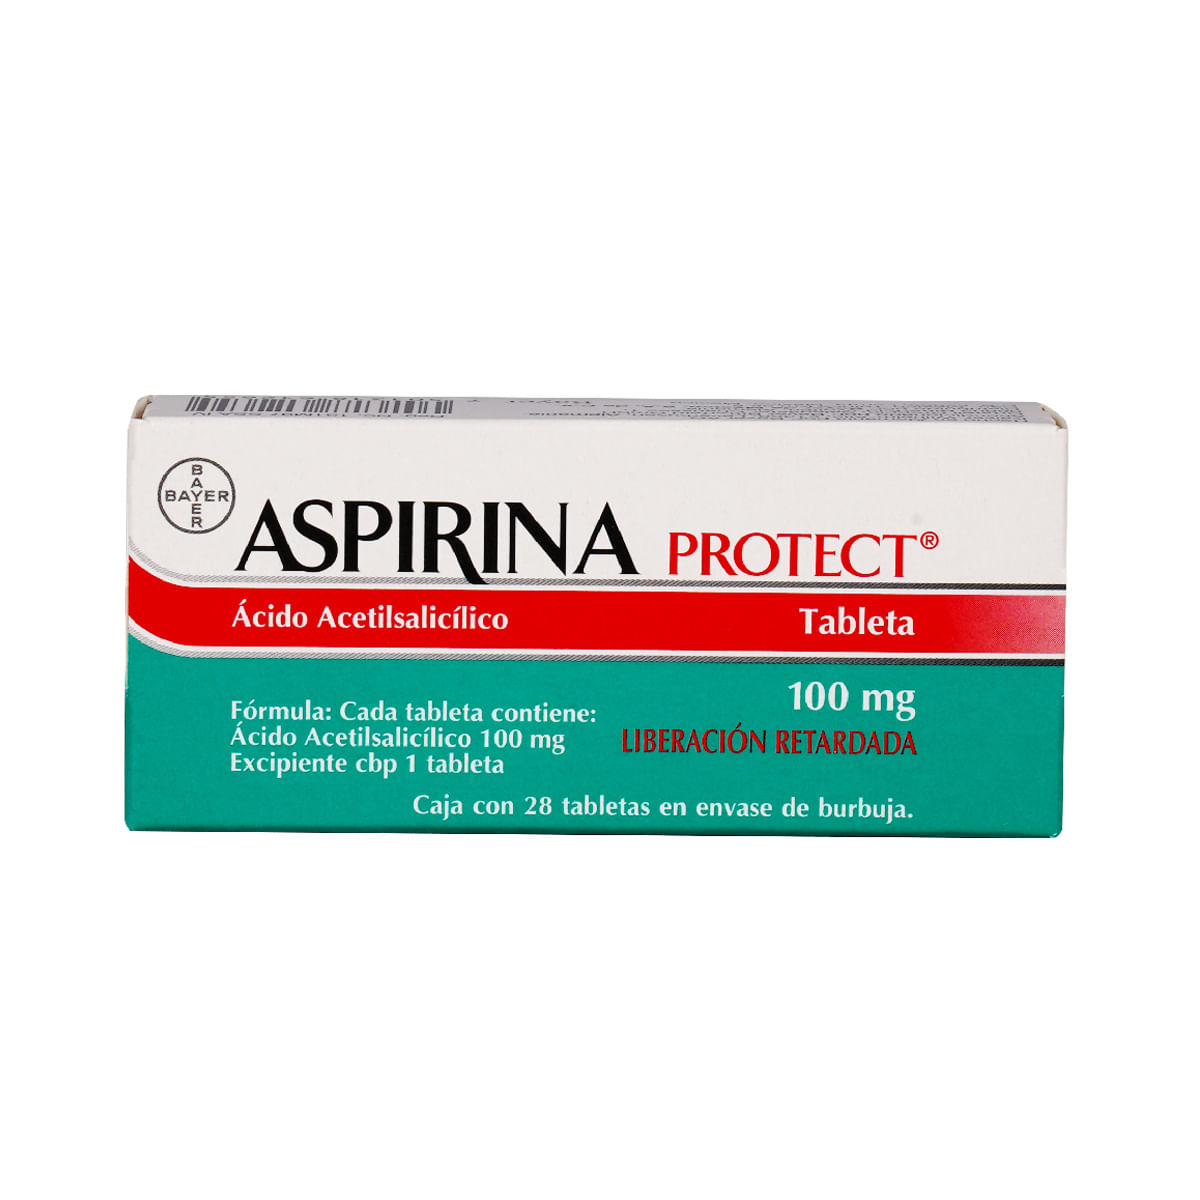 BAYER
BAYER
ASPIRINA PROTECT®
Ácido Acetilsalicílico
Tableta
100 mg
LIBERACIÓN RETARDADA
Fórmula: Cada tableta contiene:
Ácido Acetilsalicílico 100 mg
Excipiente cbp 1 tableta
Caja con 28 tabletas en envase de burbuja.